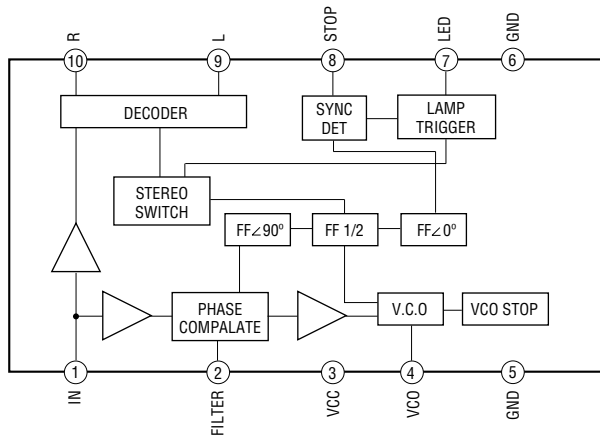 R
L
STOP
LED
GND
10
9
8
7
6
DECODER
SYNC
DET
LAMP
TRIGGER
STEREO
SWITCH
FF∠90º
FF 1/2
FF∠0º
PHASE
COMPALATE
V.C.O
VCO STOP
1
2
3
4
5
IN
FILTER
VCC
VCO
GND